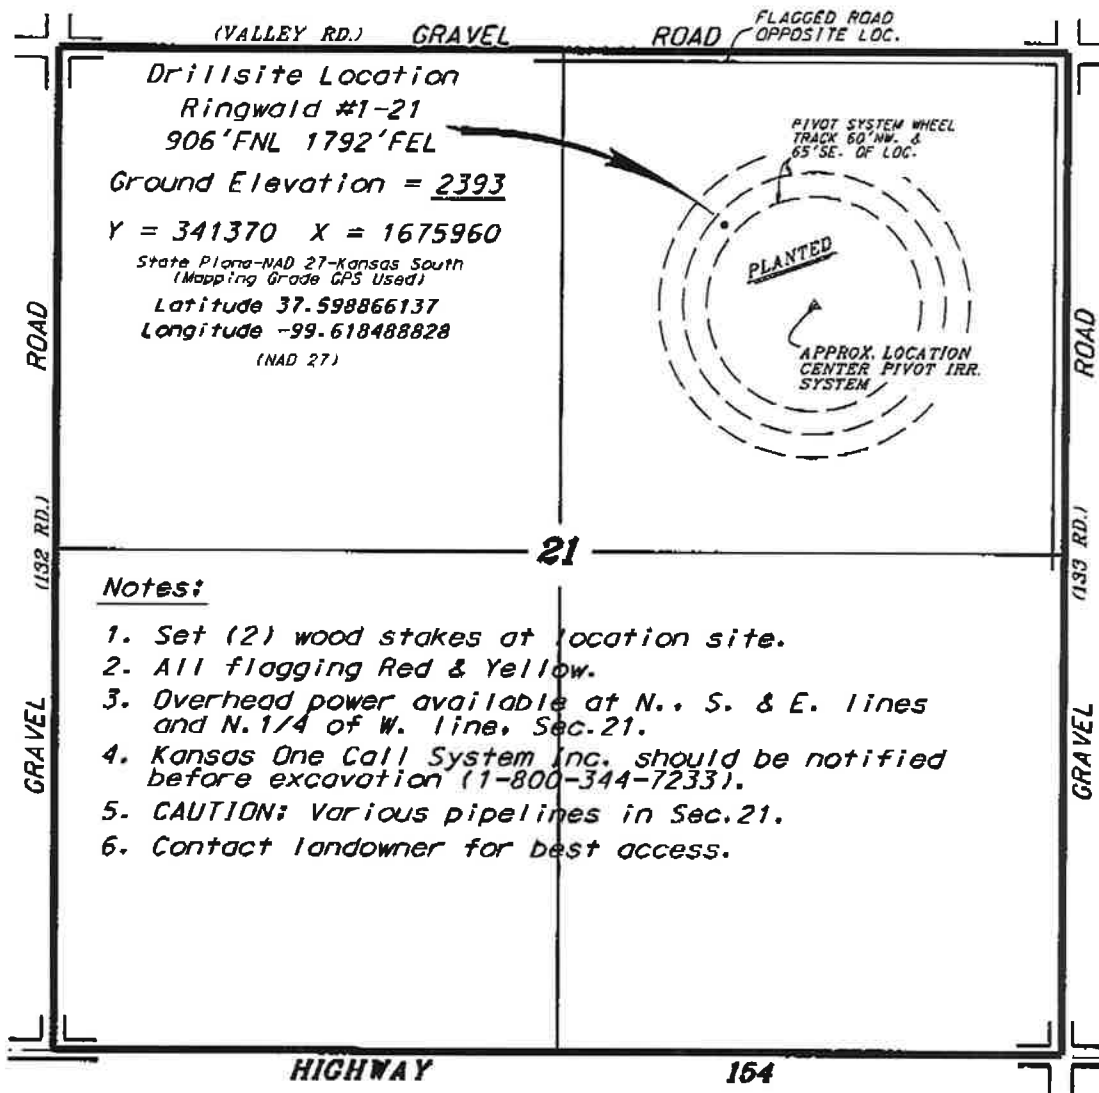 (VALLEY RD.) GRAVEL ROAD
FLAGGED ROAD
OPPOSITE LOC.
Drillsite Location
Ringwald #1-21
906'FNL 1792'FEL
Ground Elevation = 2393
Y = 341370 X = 1675960
State Plane-NAD 27-Kansas South
(Mapping Grade GPS Used)
Latitude 37.598866137
Longitude -99.618488828
(NAD 27)
PIVOT SYSTEM WHEEL
TRACK 60'NW. &
65'SE. OF LOC.
PLANTED
APPROX. LOCATION
CENTER PIVOT IRR.
SYSTEM
GRAVEL (132 RD.) ROAD
GRAVEL (133 RD.) ROAD
21
Notes:
1. Set (2) wood stakes at location site.
2. All flagging Red & Yellow.
3. Overhead power available at N., S. & E. lines
and N.1/4 of W. line, Sec.21.
4. Kansas One Call System Inc. should be notified
before excavation (1-800-344-7233).
5. CAUTION: Various pipelines in Sec.21.
6. Contact landowner for best access.
HIGHWAY 154